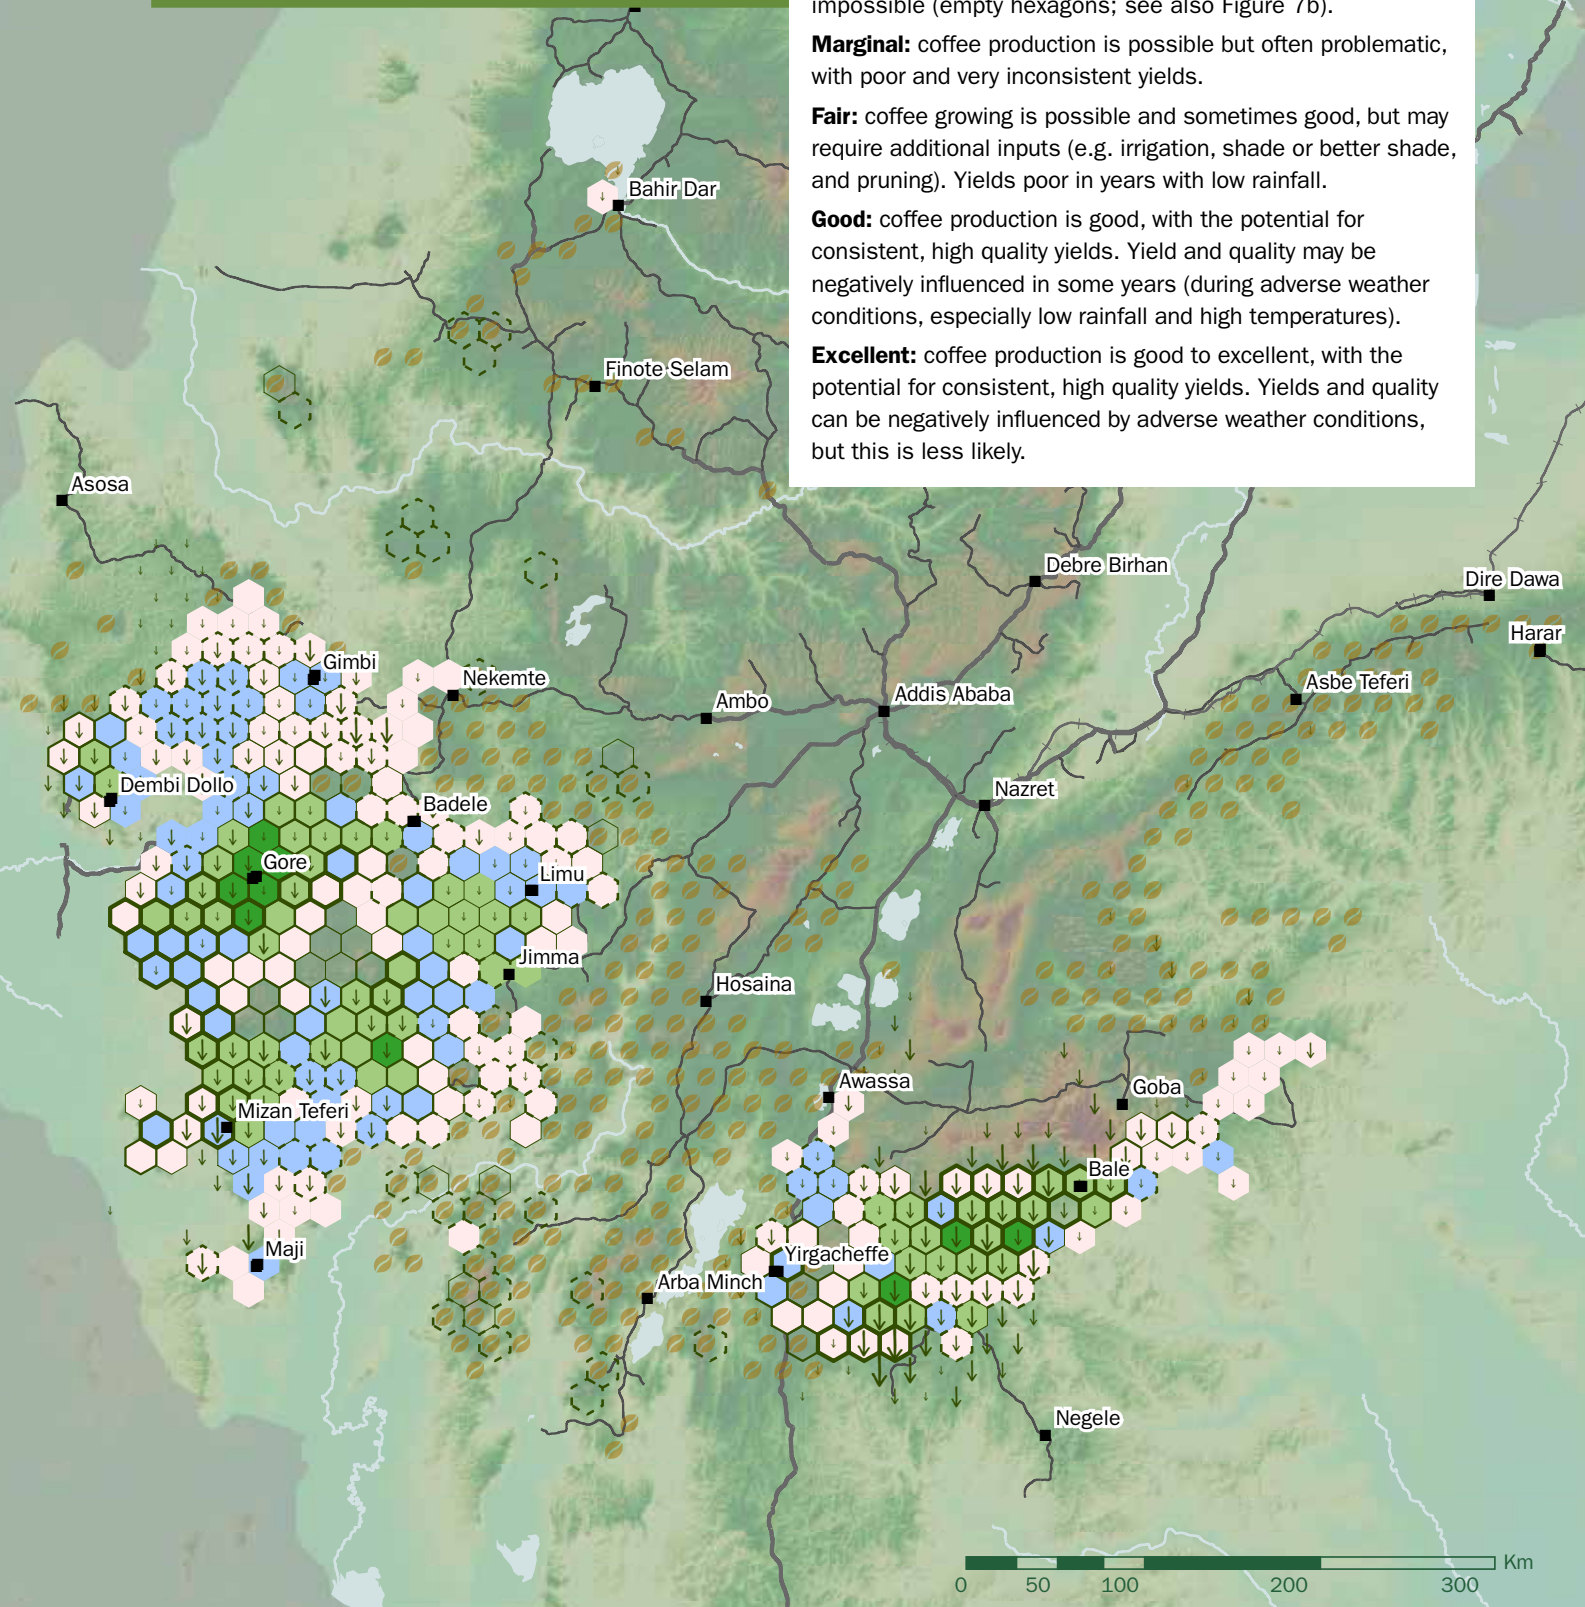 impossible (empty hexagons; see also Figure 7b).
Marginal: coffee production is possible but often problematic,
with poor and very inconsistent yields.
Fair: coffee growing is possible and sometimes good, but may
require additional inputs (e.g. irrigation, shade or better shade,
and pruning). Yields poor in years with low rainfall.
Good: coffee production is good, with the potential for
consistent, high quality yields. Yield and quality may be
negatively influenced in some years (during adverse weather
conditions, especially low rainfall and high temperatures).
Excellent: coffee production is good to excellent, with the
potential for consistent, high quality yields. Yields and quality
can be negatively influenced by adverse weather conditions,
but this is less likely.
Bahir Dar
Finote Selam
Asosa
Debre Birhan
Dire Dawa
Harar
Gimbi
Nekemte
Ambo
Addis Ababa
Asbe Teferi
Dembi Dollo
Badele
Nazret
Gore
Limu
Jimma
Hosaina
Awassa
Goba
Mizan Teferi
Bale
Maji
Yirgacheffe
Arba Minch
Negele
Km
0 50 100 200 300